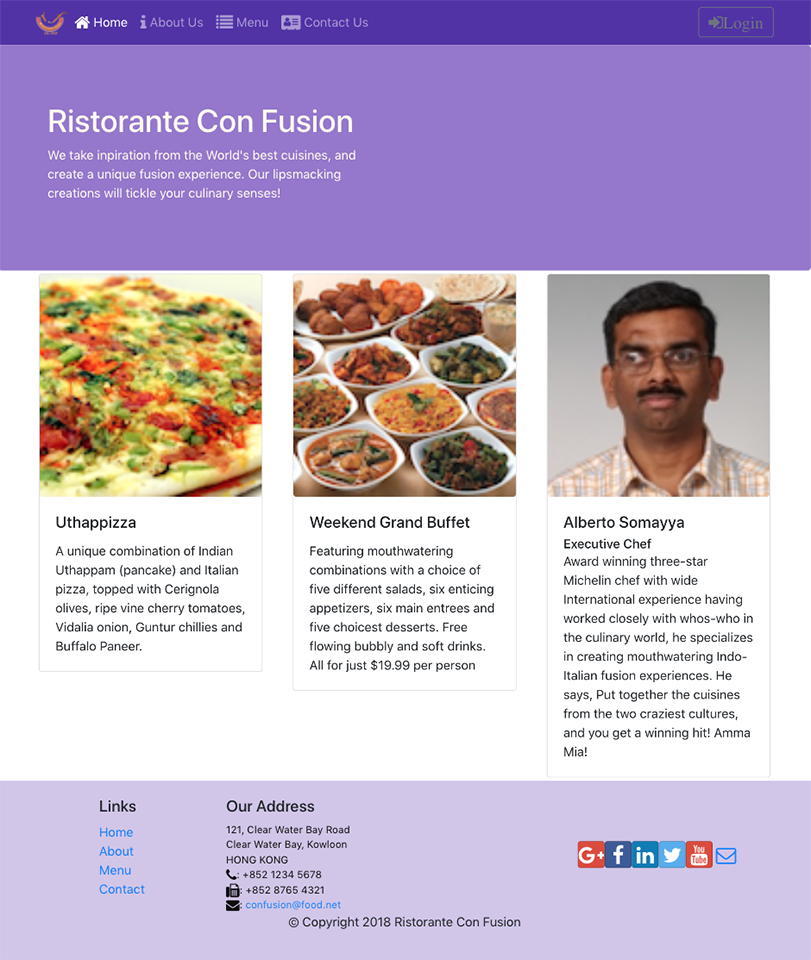 Home About Us Menu Contact Us Login
Ristorante Con Fusion
We take inpiration from the World's best cuisines, and
create a unique fusion experience. Our lipsmacking
creations will tickle your culinary senses!
Uthappizza
A unique combination of Indian
Uthappam (pancake) and Italian
pizza, topped with Cerignola
olives, ripe vine cherry tomatoes,
Vidalia onion, Guntur chillies and
Buffalo Paneer.
Weekend Grand Buffet
Featuring mouthwatering
combinations with a choice of
five different salads, six enticing
appetizers, six main entrees and
five choicest desserts. Free
flowing bubbly and soft drinks.
All for just $19.99 per person
Alberto Somayya
Executive Chef
Award winning three-star
Michelin chef with wide
International experience having
worked closely with whos-who in
the culinary world, he specializes
in creating mouthwatering Indo-
Italian fusion experiences. He
says, Put together the cuisines
from the two craziest cultures,
and you get a winning hit! Amma
Mia!
Links
Home
About
Menu
Contact
Our Address
121, Clear Water Bay Road
Clear Water Bay, Kowloon
HONG KONG
: +852 1234 5678
: +852 8765 4321
: confusion@food.net
G+ f in You Tube
© Copyright 2018 Ristorante Con Fusion